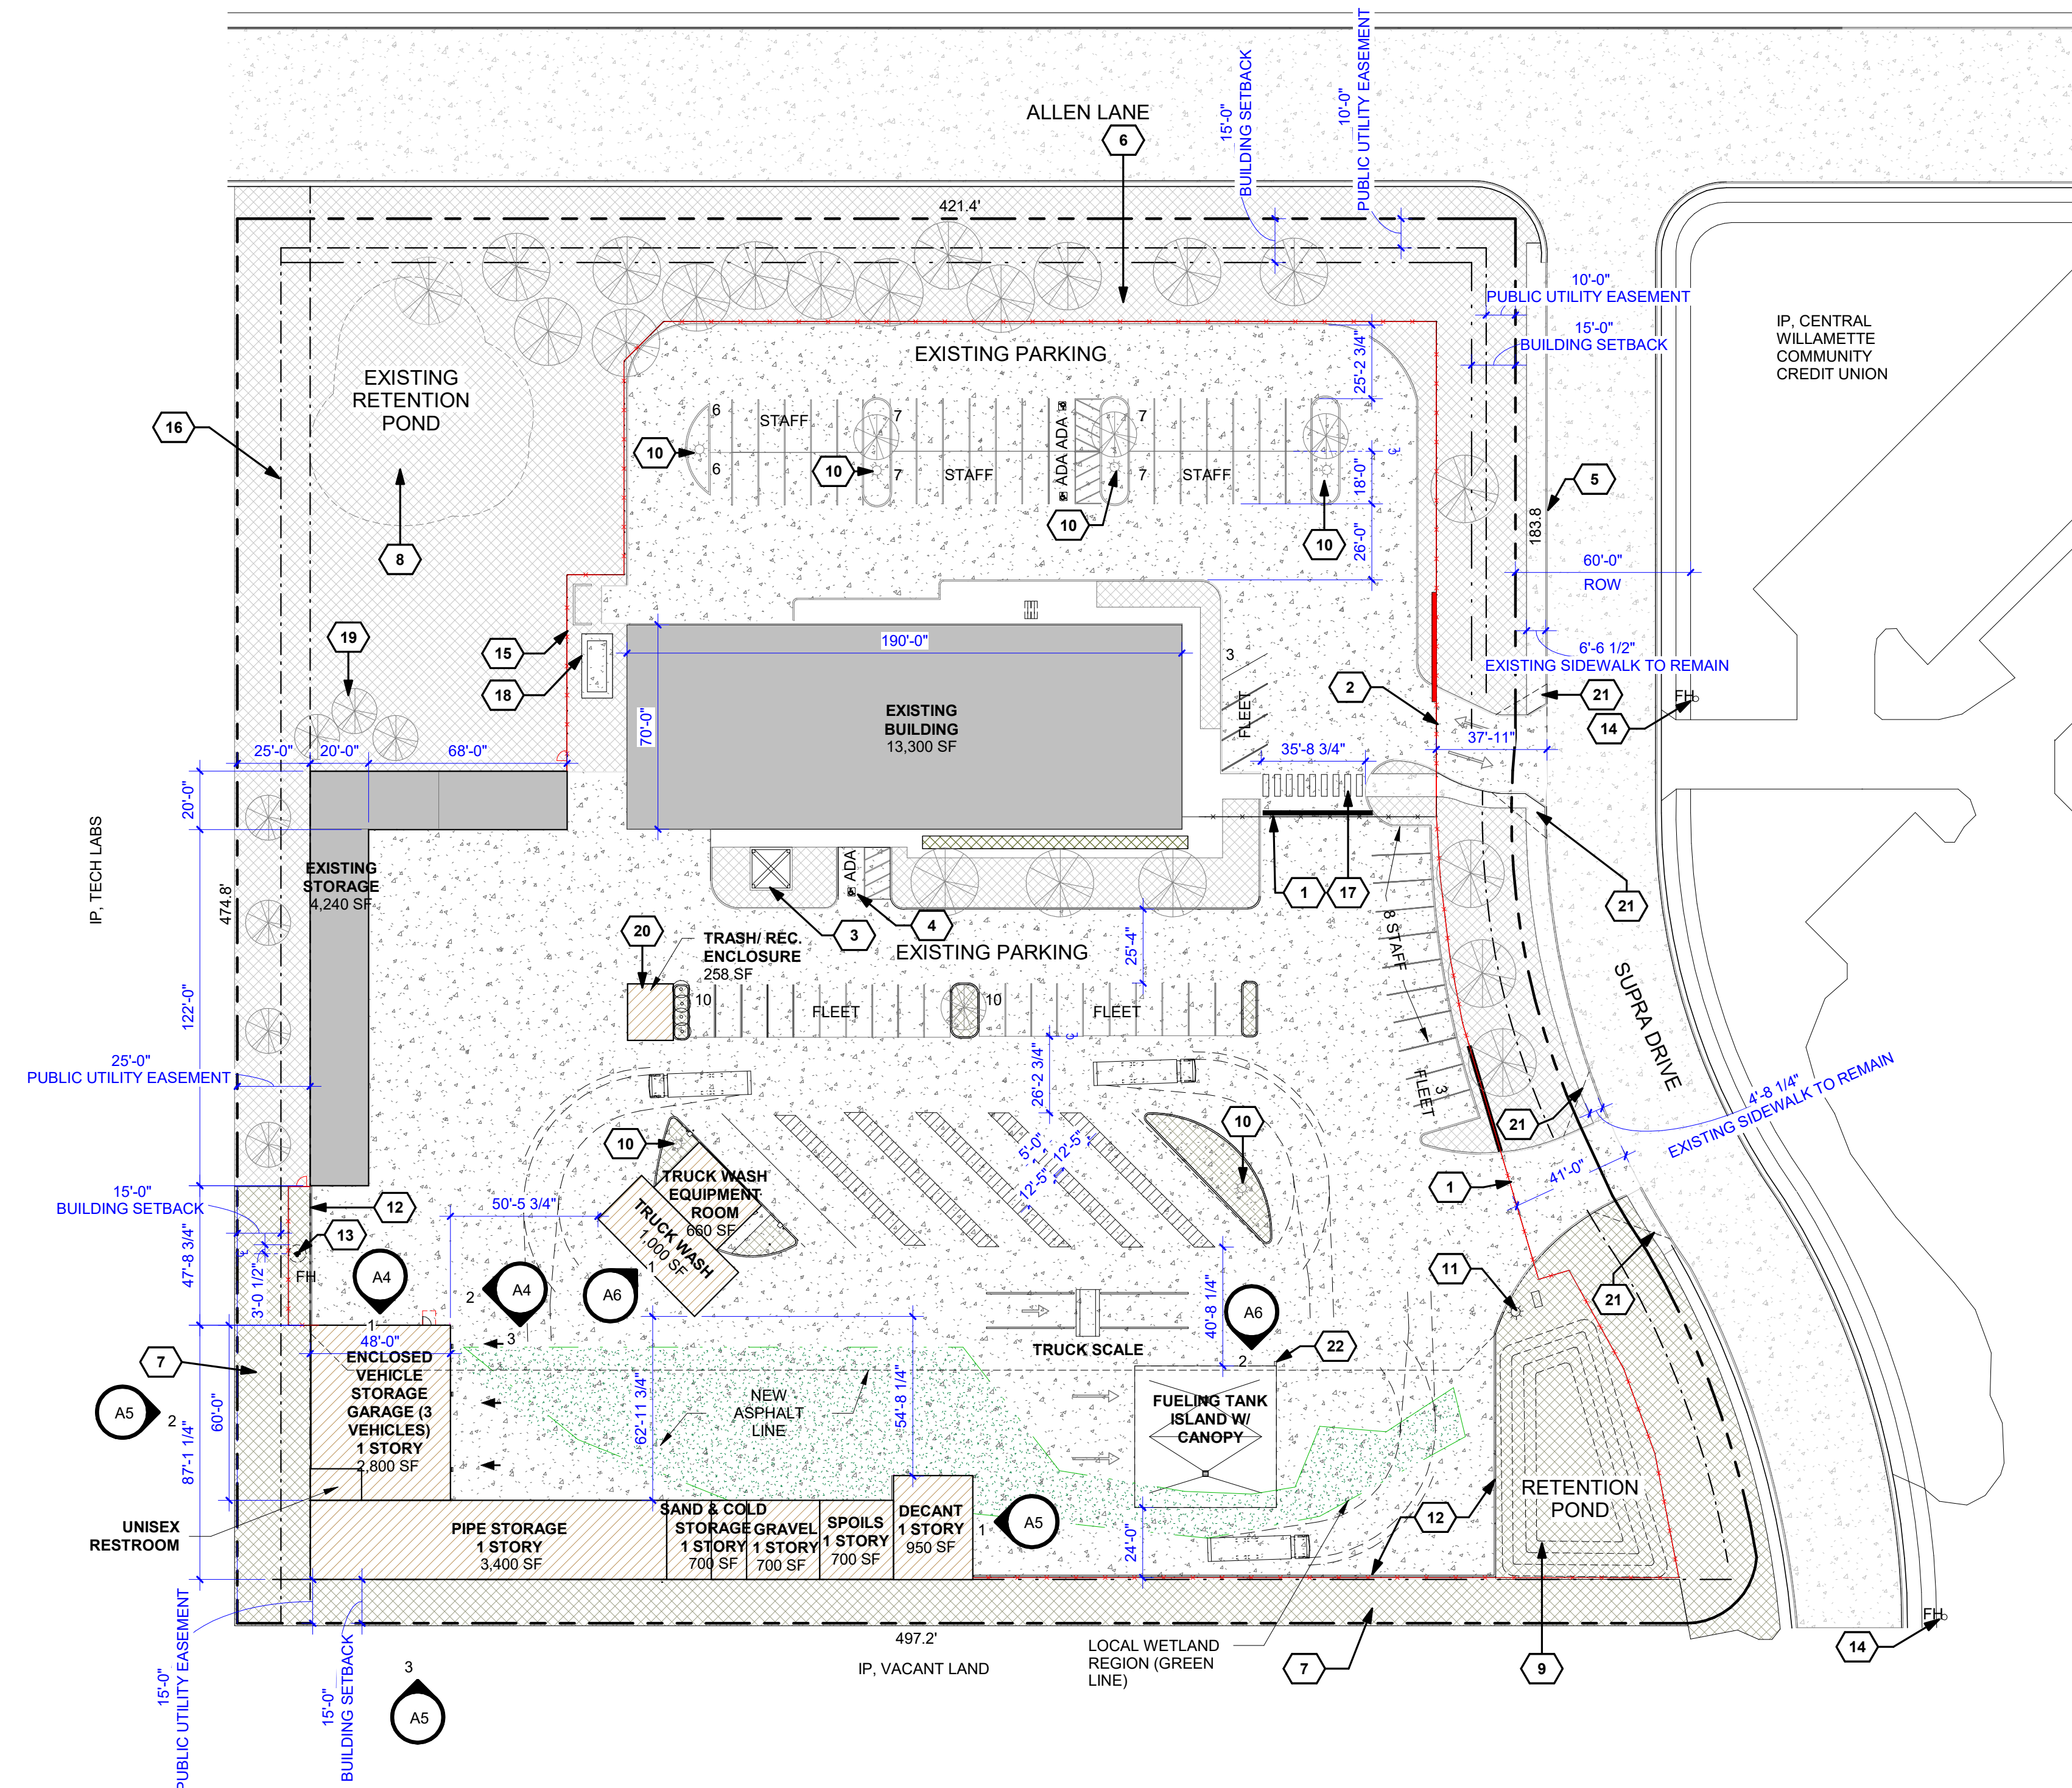 ALLEN LANE
6
15'-0"
BUILDING SETBACK
10'-0"
PUBLIC UTILITY EASEMENT
421.4'
10'-0"
PUBLIC UTILITY EASEMENT
15'-0"
BUILDING SETBACK
IP, CENTRAL
WILLAMETTE
COMMUNITY
CREDIT UNION
EXISTING PARKING
25'-2 3/4"
EXISTING
RETENTION
POND
16
8
6
STAFF
7
ADA ADA
7
10
10
6
7
STAFF
ADA ADA
7
STAFF
18'-0"
10
10
26'-0"
5
183.8
60'-0"
ROW
6'-6 1/2"
EXISTING SIDEWALK TO REMAIN
19
15
18
190'-0"
70'-0"
EXISTING
BUILDING
13,300 SF
3
FLEET
2
21
FH
14
37'-11"
35'-8 3/4"
25'-0"
20'-0"
68'-0"
20'-0"
IP, TECH LABS
474.8'
EXISTING
STORAGE
4,240 SF
122'-0"
ADA
3
4
1
17
21
8 STAFF
20
TRASH/ REC.
ENCLOSURE
258 SF
EXISTING PARKING
25'-4"
10
FLEET
10
FLEET
26'-2 3/4"
3
FLEET
SUPRA DRIVE
4'-8 1/4"
EXISTING SIDEWALK TO REMAIN
21
25'-0"
PUBLIC UTILITY EASEMENT
10
TRUCK WASH
EQUIPMENT
ROOM
660 SF
TRUCK WASH
1,000 SF
5'-0"
12'-5"
12'-5"
10
1
41'-0"
15'-0"
BUILDING SETBACK
12
13
50'-5 3/4"
47'-8 3/4"
3'-0 1/2"
FH
A4
1
2
A4
3
A6
1
40'-8 1/4"
A6
2
11
21
22
TRUCK SCALE
7
A5
2
48'-0"
ENCLOSED
VEHICLE
STORAGE
GARAGE (3
VEHICLES)
1 STORY
2,800 SF
60'-0"
87'-1 1/4"
62'-11 3/4"
NEW
ASPHALT
LINE
54'-8 1/4"
FUELING TANK
ISLAND W/
CANOPY
RETENTION
POND
UNISEX
RESTROOM
PIPE STORAGE
1 STORY
3,400 SF
SAND & COLD
STORAGE
1 STORY
700 SF
GRAVEL
1 STORY
700 SF
SPOILS
1 STORY
700 SF
DECANT
1 STORY
950 SF
1
A5
24'-0"
12
497.2'
IP, VACANT LAND
LOCAL WETLAND
REGION (GREEN
LINE)
7
9
FH
14
15'-0"
PUBLIC UTILITY EASEMENT
15'-0"
BUILDING SETBACK
3
A5